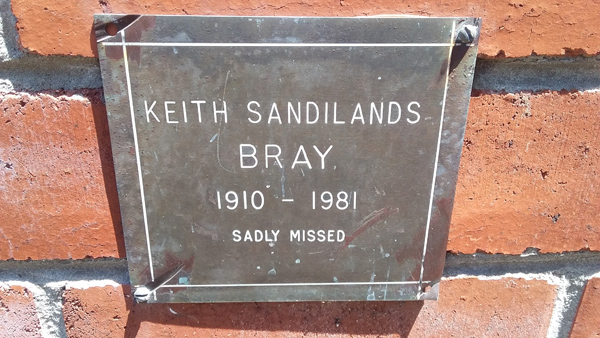 KEITH SANDILANDS
BRAY
1910 - 1981
SADLY MISSED